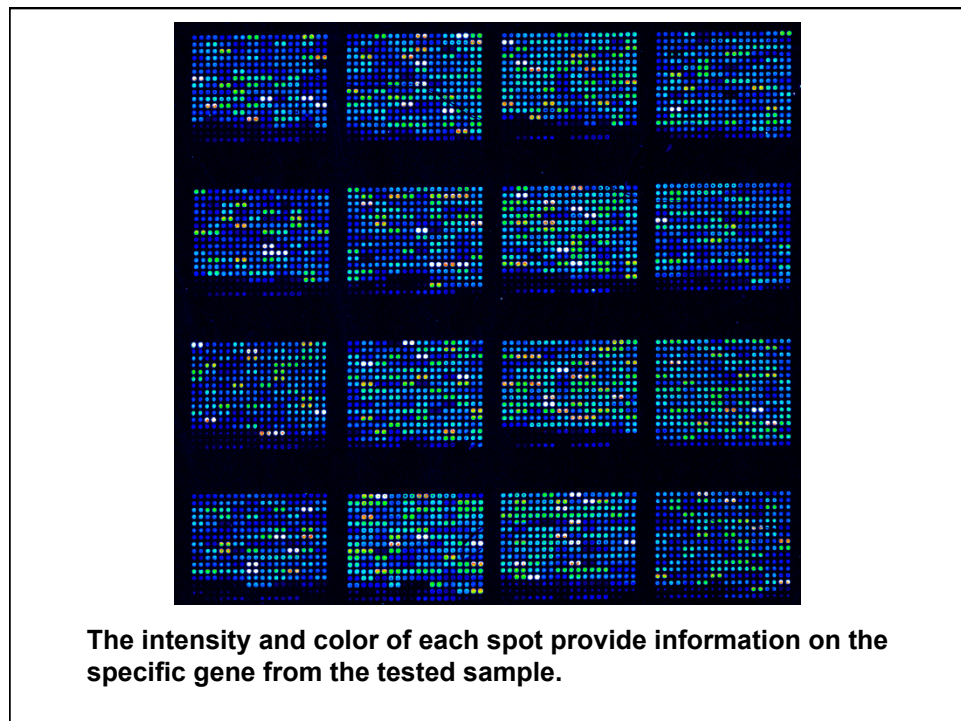 The intensity and color of each spot provide information on the
specific gene from the tested sample.